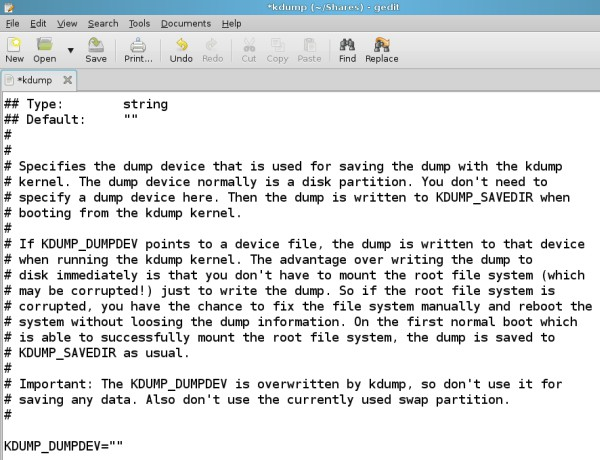 *kdump (~/Shares) - gedit
File Edit View Search Tools Documents Help
New Open Save Print... Undo Redo Cut Copy Paste Find Replace
*kdump
## Type:        string
## Default:     ""
#
#
# Specifies the dump device that is used for saving the dump with the kdump
# kernel. The dump device normally is a disk partition. You don't need to
# specify a dump device here. Then the dump is written to KDUMP_SAVEDIR when
# booting from the kdump kernel.
#
# If KDUMP_DUMPDEV points to a device file, the dump is written to that device
# when running the kdump kernel. The advantage over writing the dump to
# disk immediately is that you don't have to mount the root file system (which
# may be corrupted!) just to write the dump. So if the root file system is
# corrupted, you have the chance to fix the file system manually and reboot the
# system without loosing the dump information. On the first normal boot which
# is able to successfully mount the root file system, the dump is saved to
# KDUMP_SAVEDIR as usual.
#
# Important: The KDUMP_DUMPDEV is overwritten by kdump, so don't use it for
# saving any data. Also don't use the currently used swap partition.
#
KDUMP_DUMPDEV=""